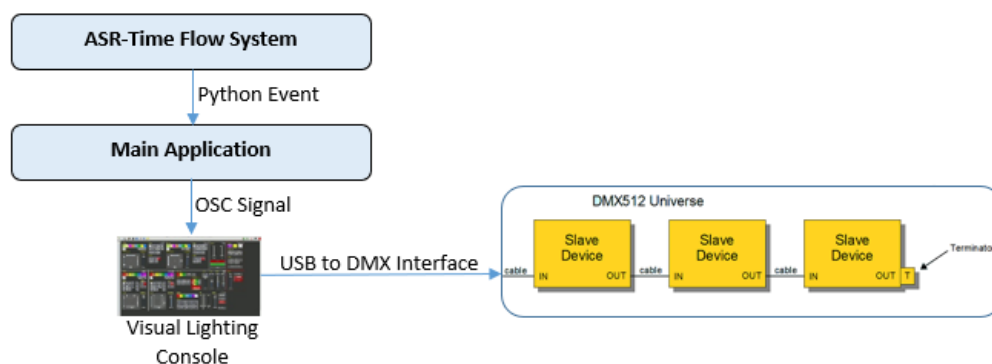 ASR-Time Flow System
Python Event
Main Application
OSC Signal
Visual Lighting
Console
USB to DMX Interface
DMX512 Universe
cable
Slave
Device
IN OUT
cable
Slave
Device
IN OUT
cable
Slave
Device
IN OUT
T
Terminato